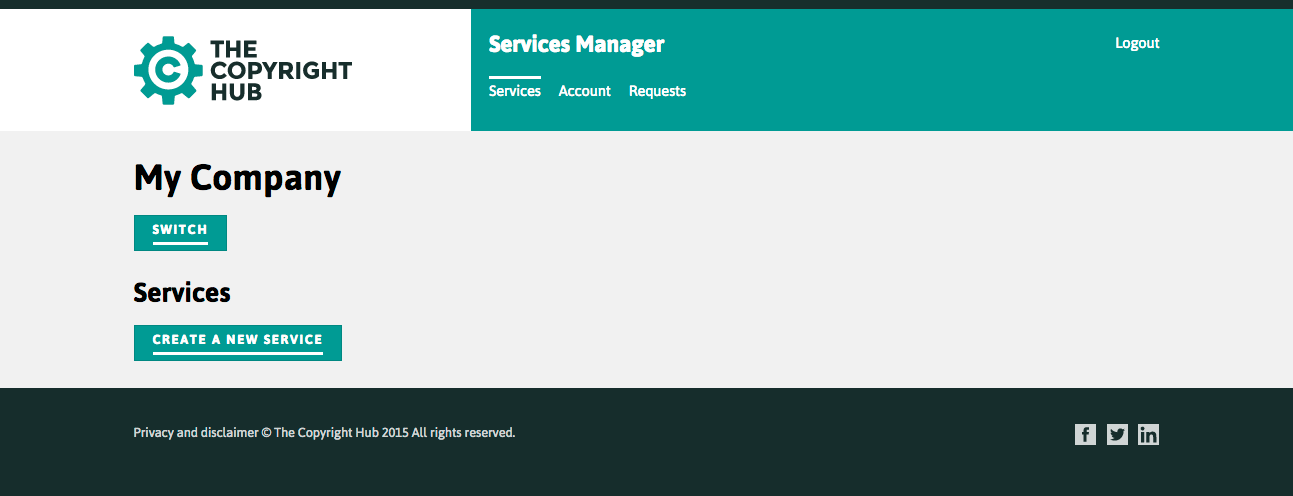 THE
COPYRIGHT
HUB
Services Manager
Logout
Services Account Requests
My Company
SWITCH
Services
CREATE A NEW SERVICE
Privacy and disclaimer © The Copyright Hub 2015 All rights reserved.